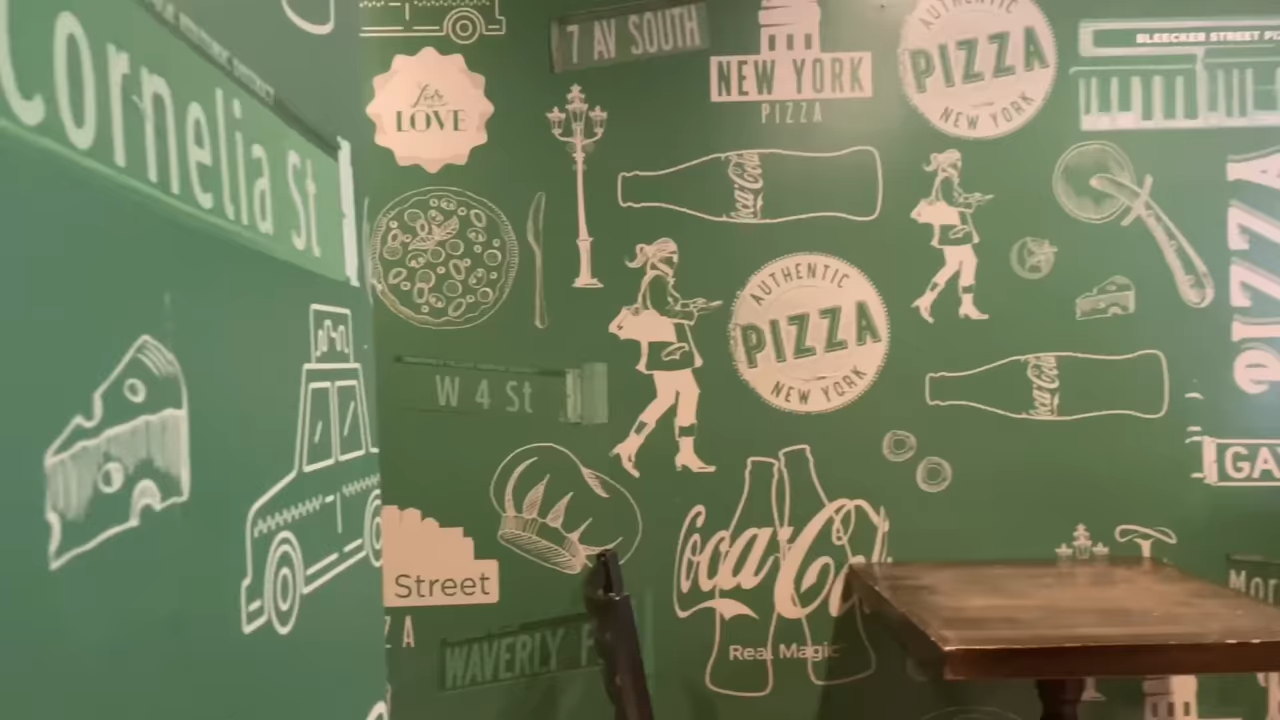 Cornelia St
for
LOVE
7 AV SOUTH
NEW YORK
PIZZA
AUTHENTIC
PIZZA
NEW YORK
BLEECKER STREET
Coca-Cola
PIZZA
AUTHENTIC
PIZZA
NEW YORK
W 4 St
Coca-Cola
GAY
Street
WAVERLY
Coca
Real Magic